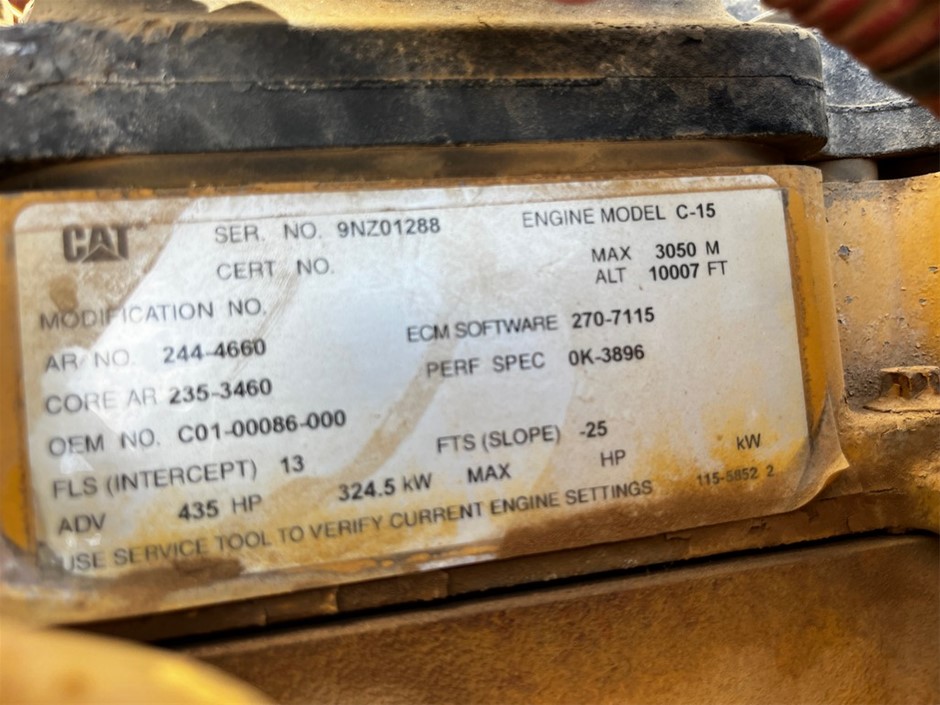 CAT SER. NO. 9NZ01288 ENGINE MODEL C-15
CERT NO. MAX 3050 M
ALT 10007 FT
MODIFICATION NO.
AR NO. 244-4660 ECM SOFTWARE 270-7115
CORE AR 235-3460 PERF SPEC 0K-3896
OEM NO. C01-00086-000
FLS (INTERCEPT) 13 FTS (SLOPE) -25
ADV 435 HP 324.5 kW MAX HP kW
USE SERVICE TOOL TO VERIFY CURRENT ENGINE SETTINGS 115-5852 2